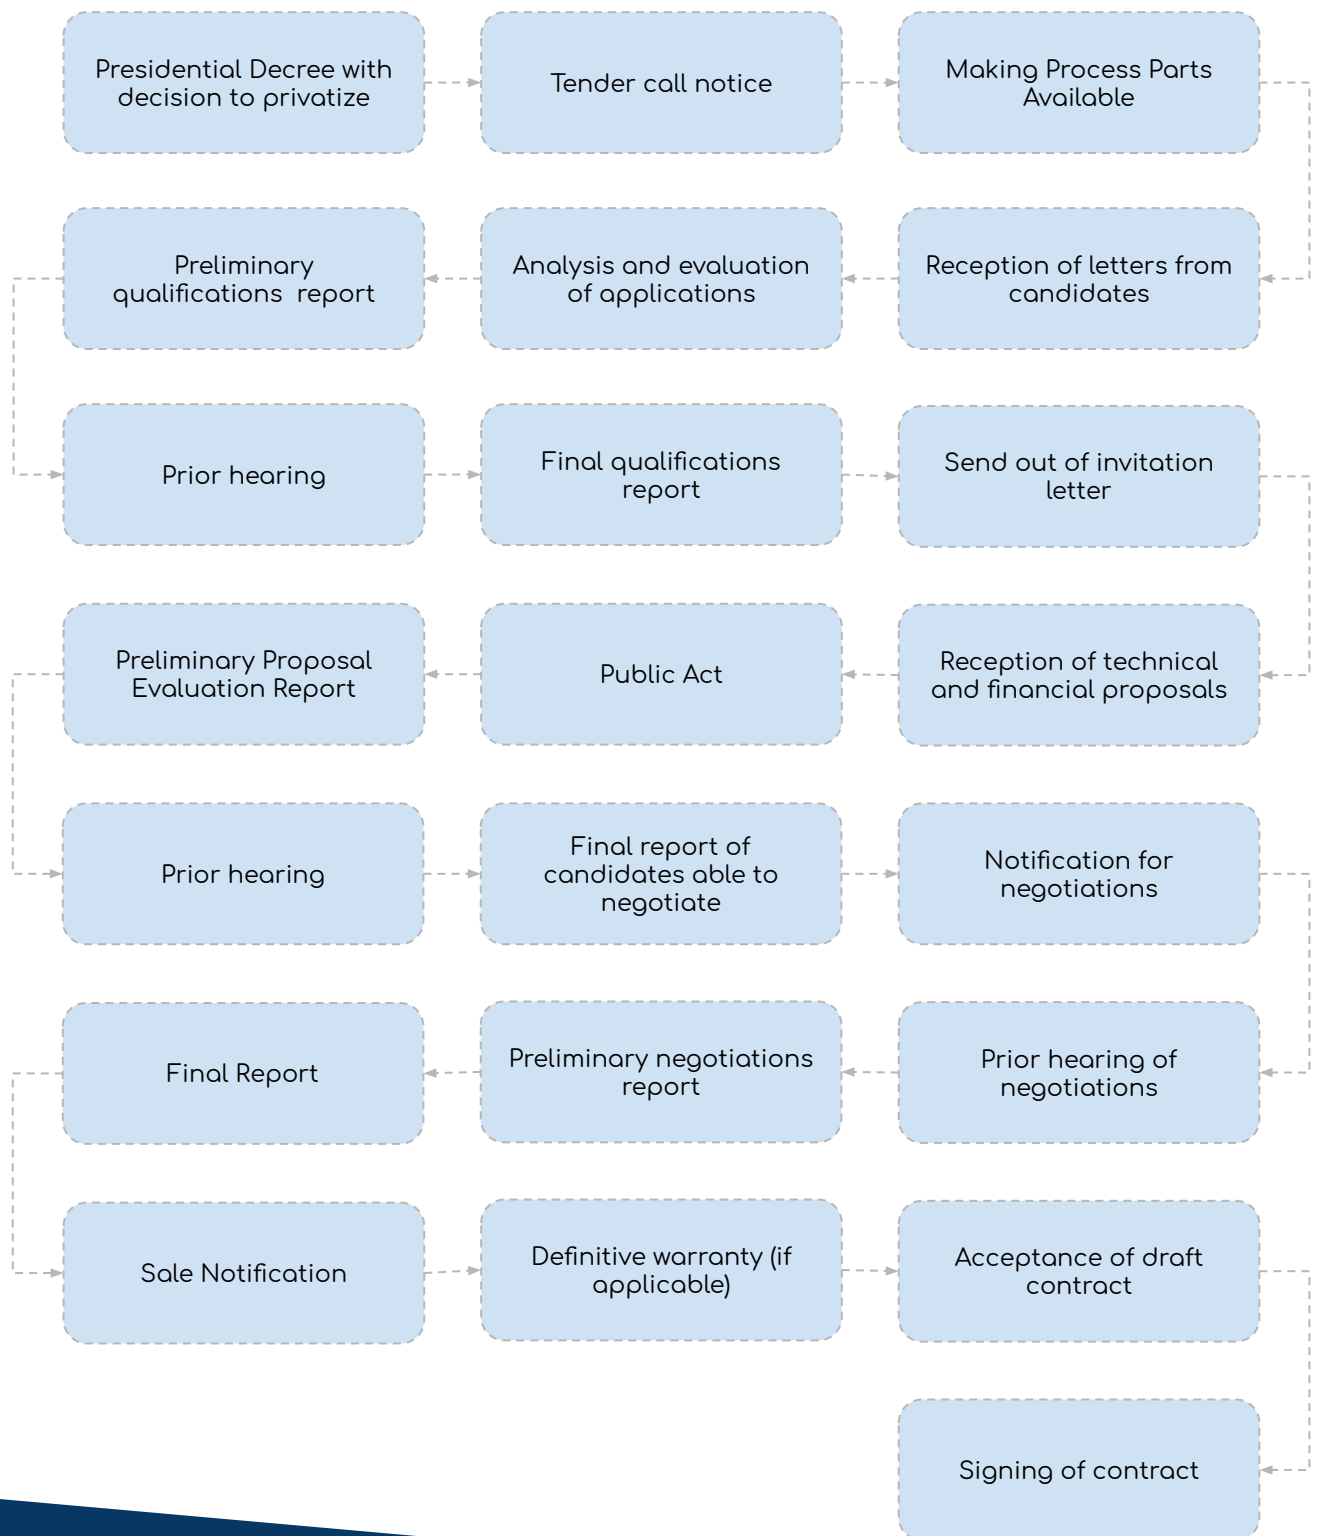 Presidential Decree with
decision to privatize
Tender call notice
Making Process Parts
Available
Reception of letters from
candidates
Analysis and evaluation
of applications
Preliminary
qualifications  report
Prior hearing
Final qualifications
report
Send out of invitation
letter
Reception of technical
and financial proposals
Public Act
Preliminary Proposal
Evaluation Report
Prior hearing
Final report of
candidates able to
negotiate
Notification for
negotiations
Prior hearing of
negotiations
Preliminary negotiations
report
Final Report
Sale Notification
Definitive warranty (if
applicable)
Acceptance of draft
contract
Signing of contract